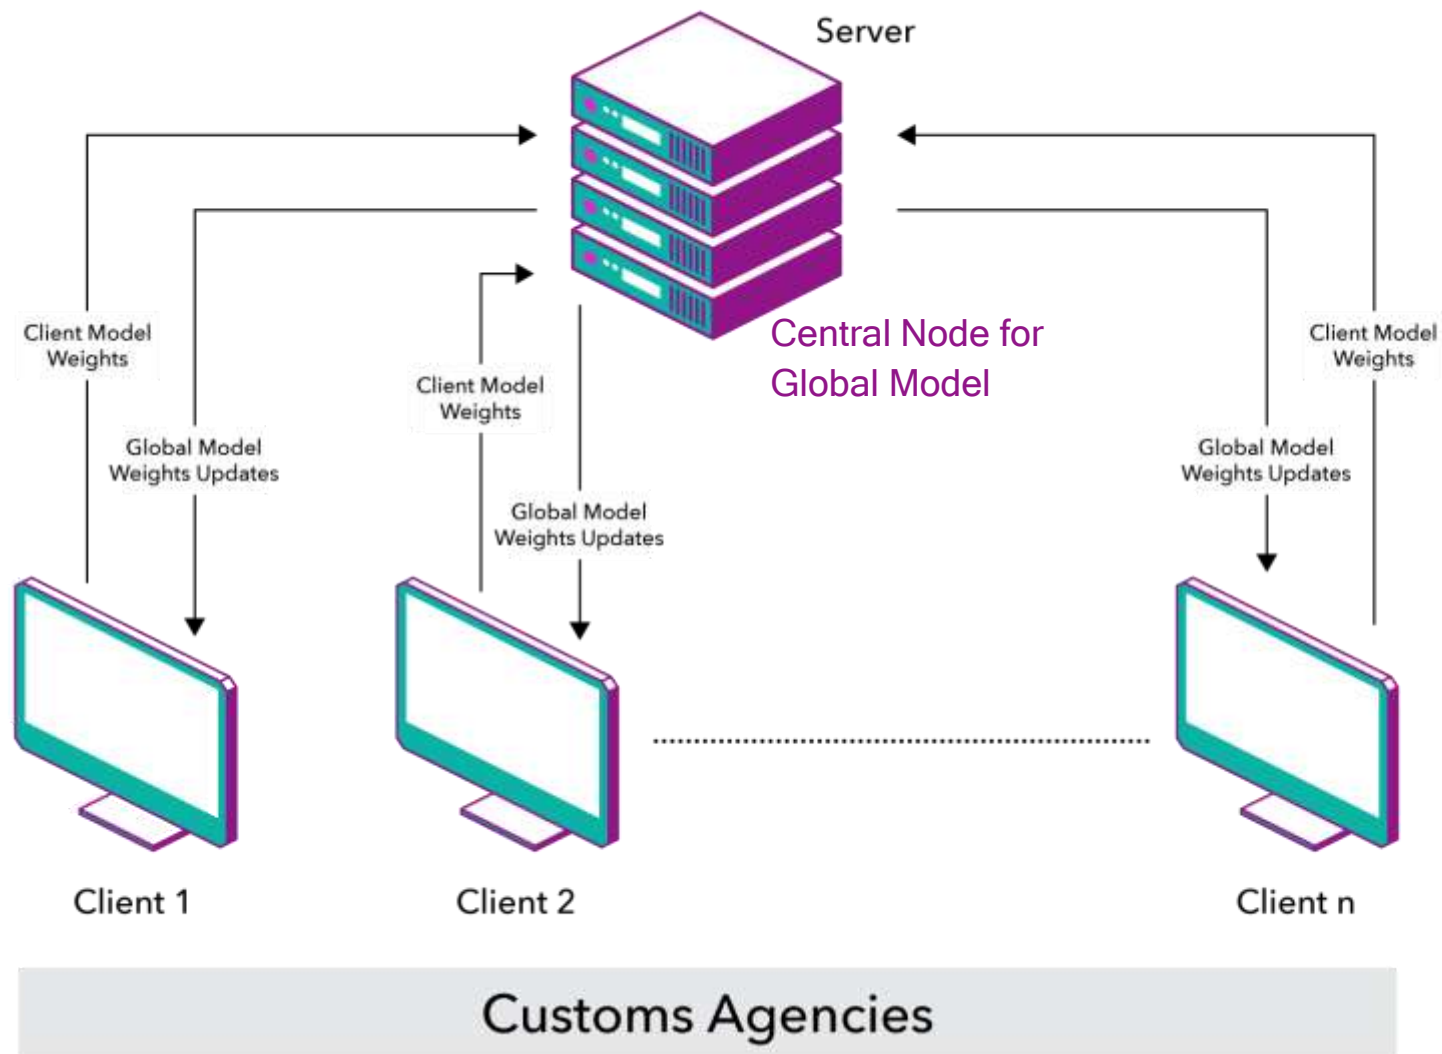 Server
Central Node for
Global Model
Client Model
Weights
Global Model
Weights Updates
Client Model
Weights
Global Model
Weights Updates
Global Model
Weights Updates
Client Model
Weights
Client 1
Client 2
Client n
Customs Agencies